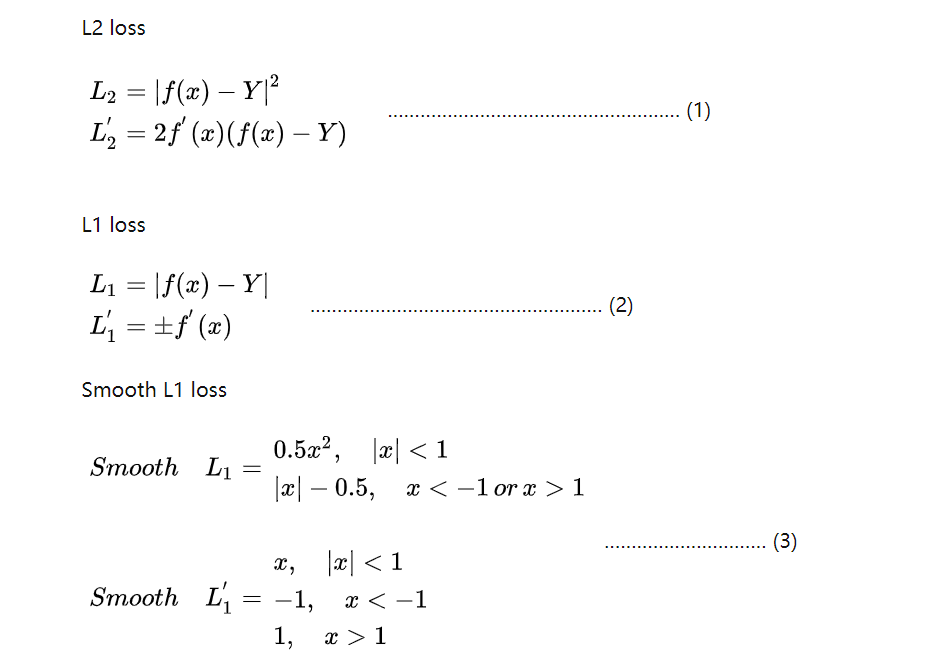 L2 loss
L₂ = |f(x) − Y|²
L₂′ = 2f′(x)(f(x) − Y) ........................................................ (1)
L1 loss
L₁ = |f(x) − Y|
L₁′ = ±f′(x) ........................................................ (2)
Smooth L1 loss
Smooth L₁ = 0.5x², |x| < 1
|x| − 0.5, x < −1 or x > 1
............................... (3)
x, |x| < 1
Smooth L₁′ = −1, x < −1
1, x > 1